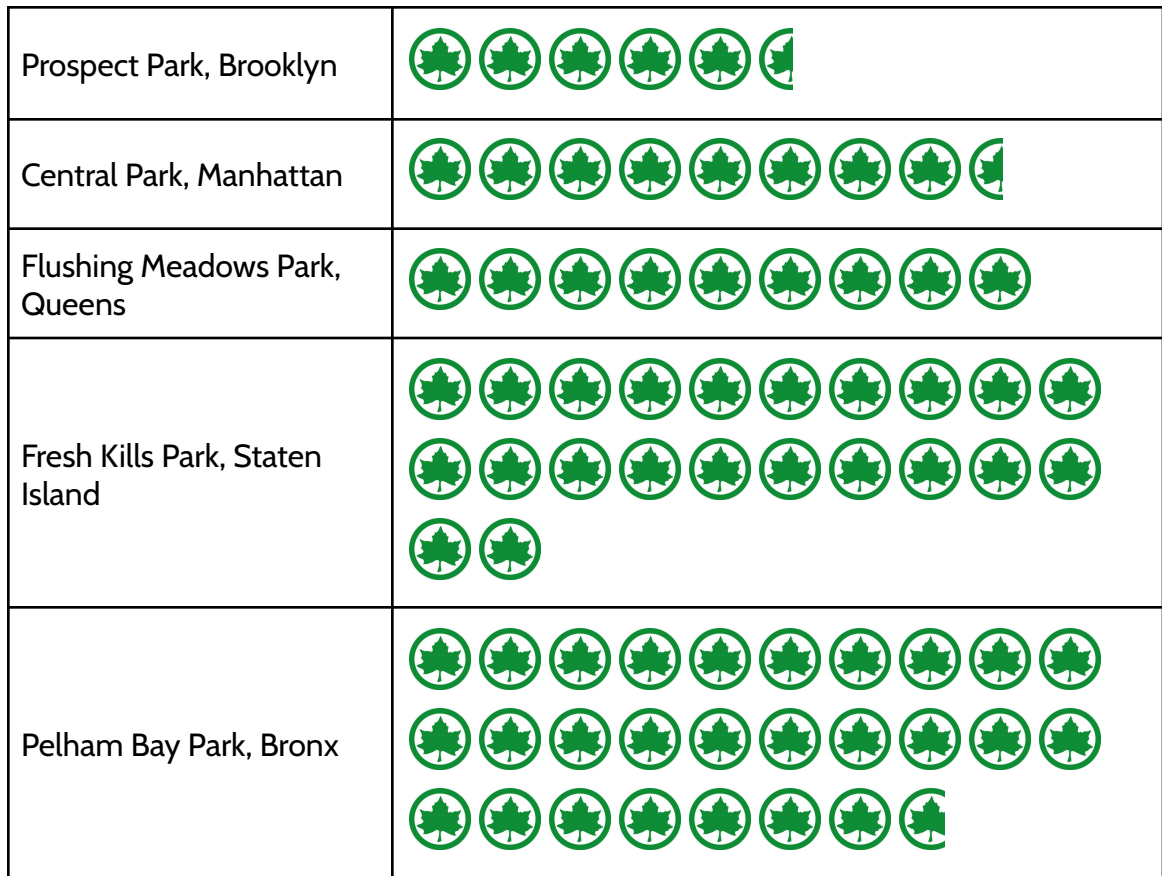 Prospect Park, Brooklyn
Central Park, Manhattan
Flushing Meadows Park,
Queens
Fresh Kills Park, Staten
Island
Pelham Bay Park, Bronx